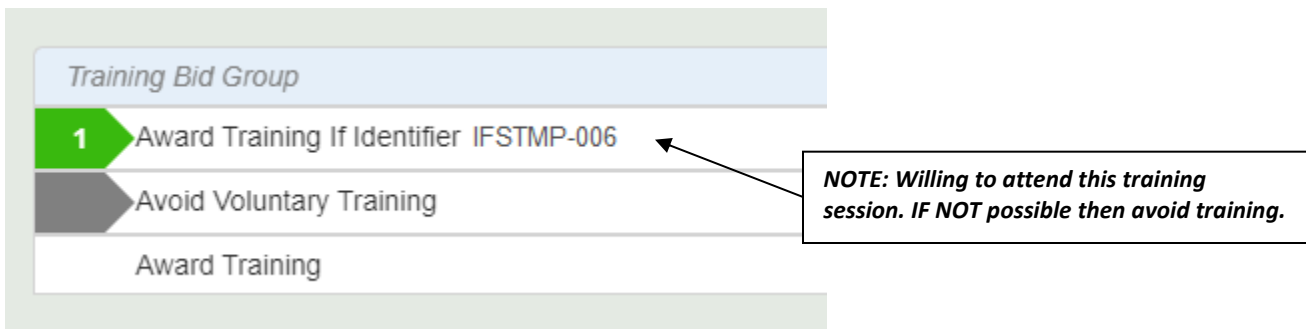 Training Bid Group
1 Award Training If Identifier IFSTMP-006
Avoid Voluntary Training
Award Training
NOTE: Willing to attend this training
session. IF NOT possible then avoid training.